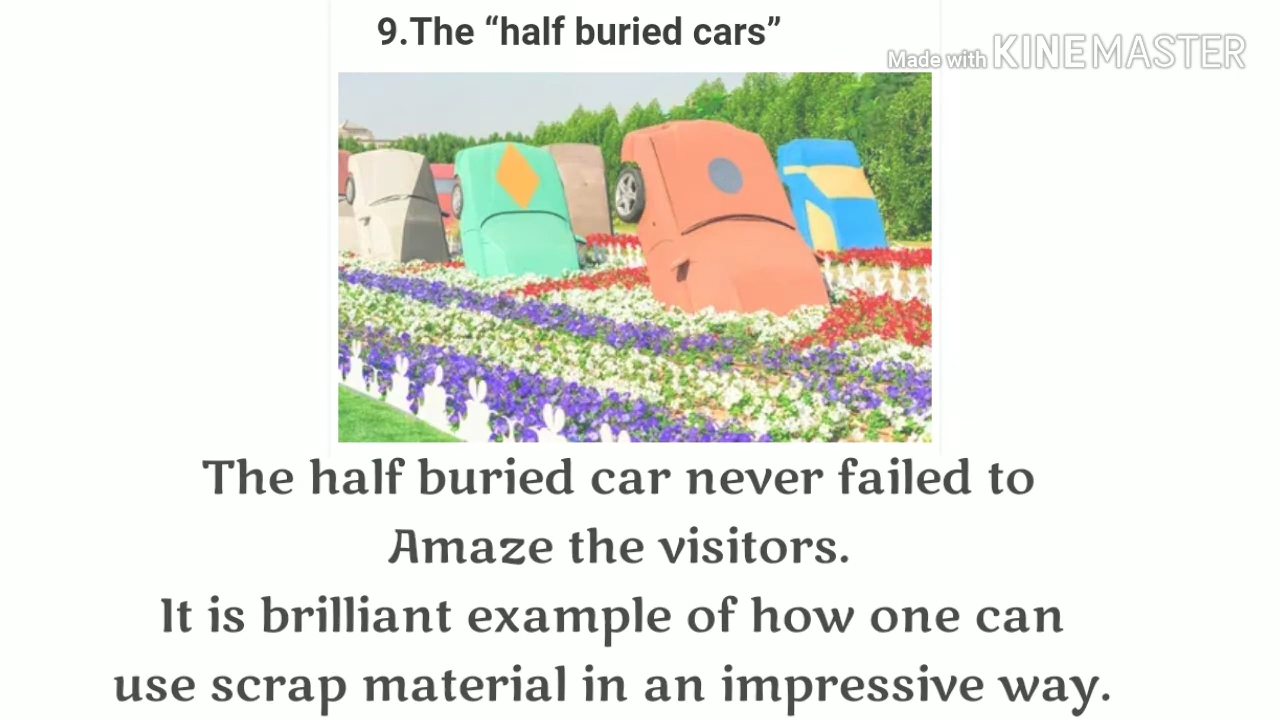 9.The “half buried cars”
Made with KINEMASTER
The half buried car never failed to
Amaze the visitors.
It is brilliant example of how one can
use scrap material in an impressive way.